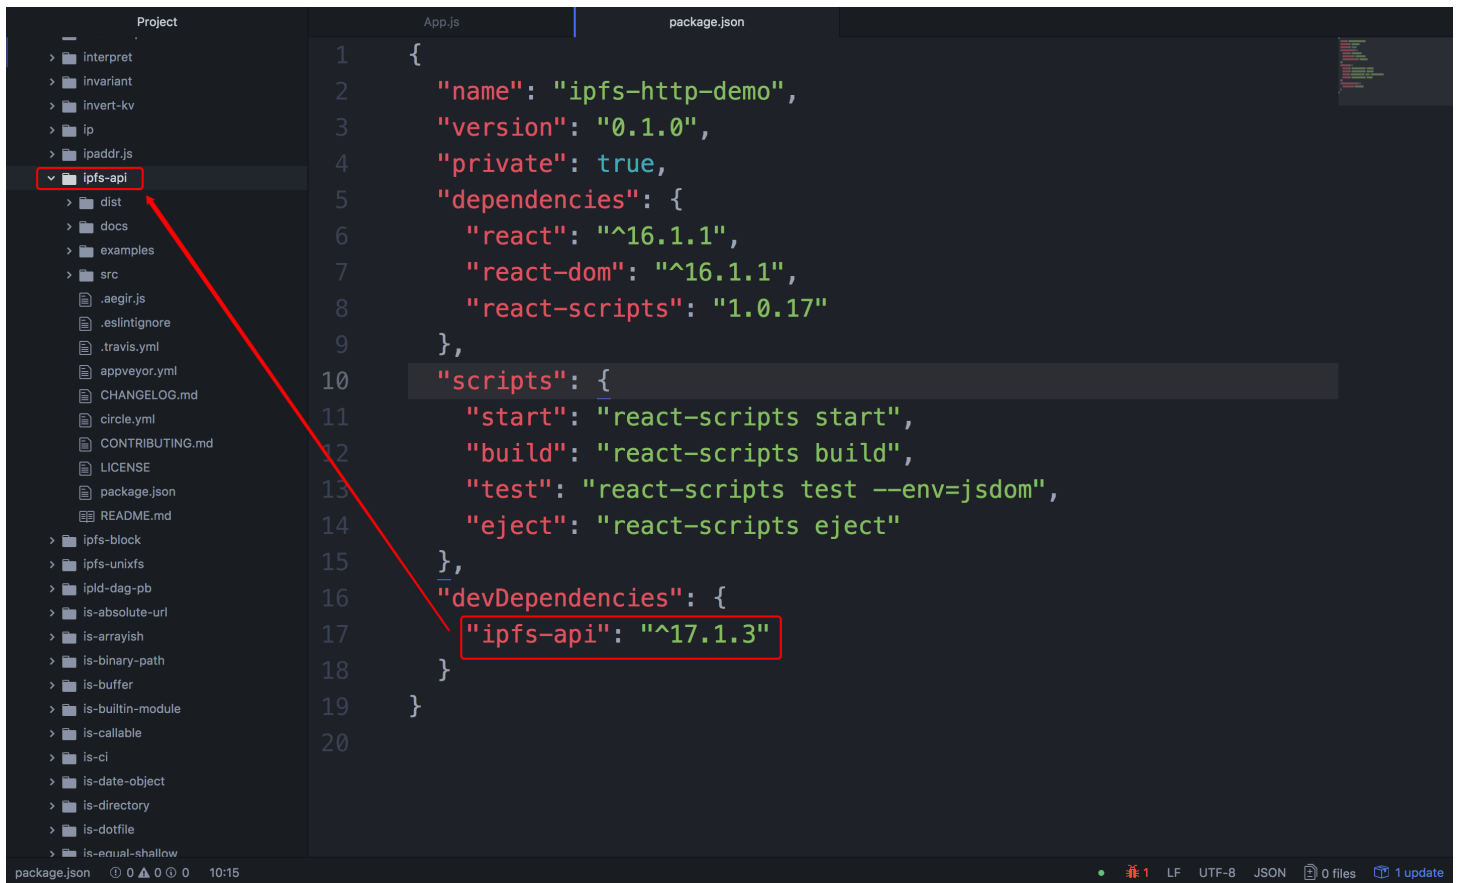 Project
App.js
package.json
interpret
invariant
invert-kv
ip
ipaddr.js
ipfs-api
dist
docs
examples
src
.aegir.js
.eslintignore
.travis.yml
appveyor.yml
CHANGELOG.md
circle.yml
CONTRIBUTING.md
LICENSE
package.json
README.md
ipfs-block
ipfs-unixfs
ipld-dag-pb
is-absolute-url
is-arrayish
is-binary-path
is-buffer
is-builtin-module
is-callable
is-ci
is-date-object
is-directory
is-dotfile
is-equal-shallow
1 {
2 "name": "ipfs-http-demo",
3 "version": "0.1.0",
4 "private": true,
5 "dependencies": {
6 "react": "^16.1.1",
7 "react-dom": "^16.1.1",
8 "react-scripts": "1.0.17"
9 },
10 "scripts": {
11 "start": "react-scripts start",
12 "build": "react-scripts build",
13 "test": "react-scripts test --env=jsdom",
14 "eject": "react-scripts eject"
15 },
16 "devDependencies": {
17 "ipfs-api": "^17.1.3"
18 }
19 }
20
package.json 0 0 0 10:15
1 LF UTF-8 JSON 0 files 1 update